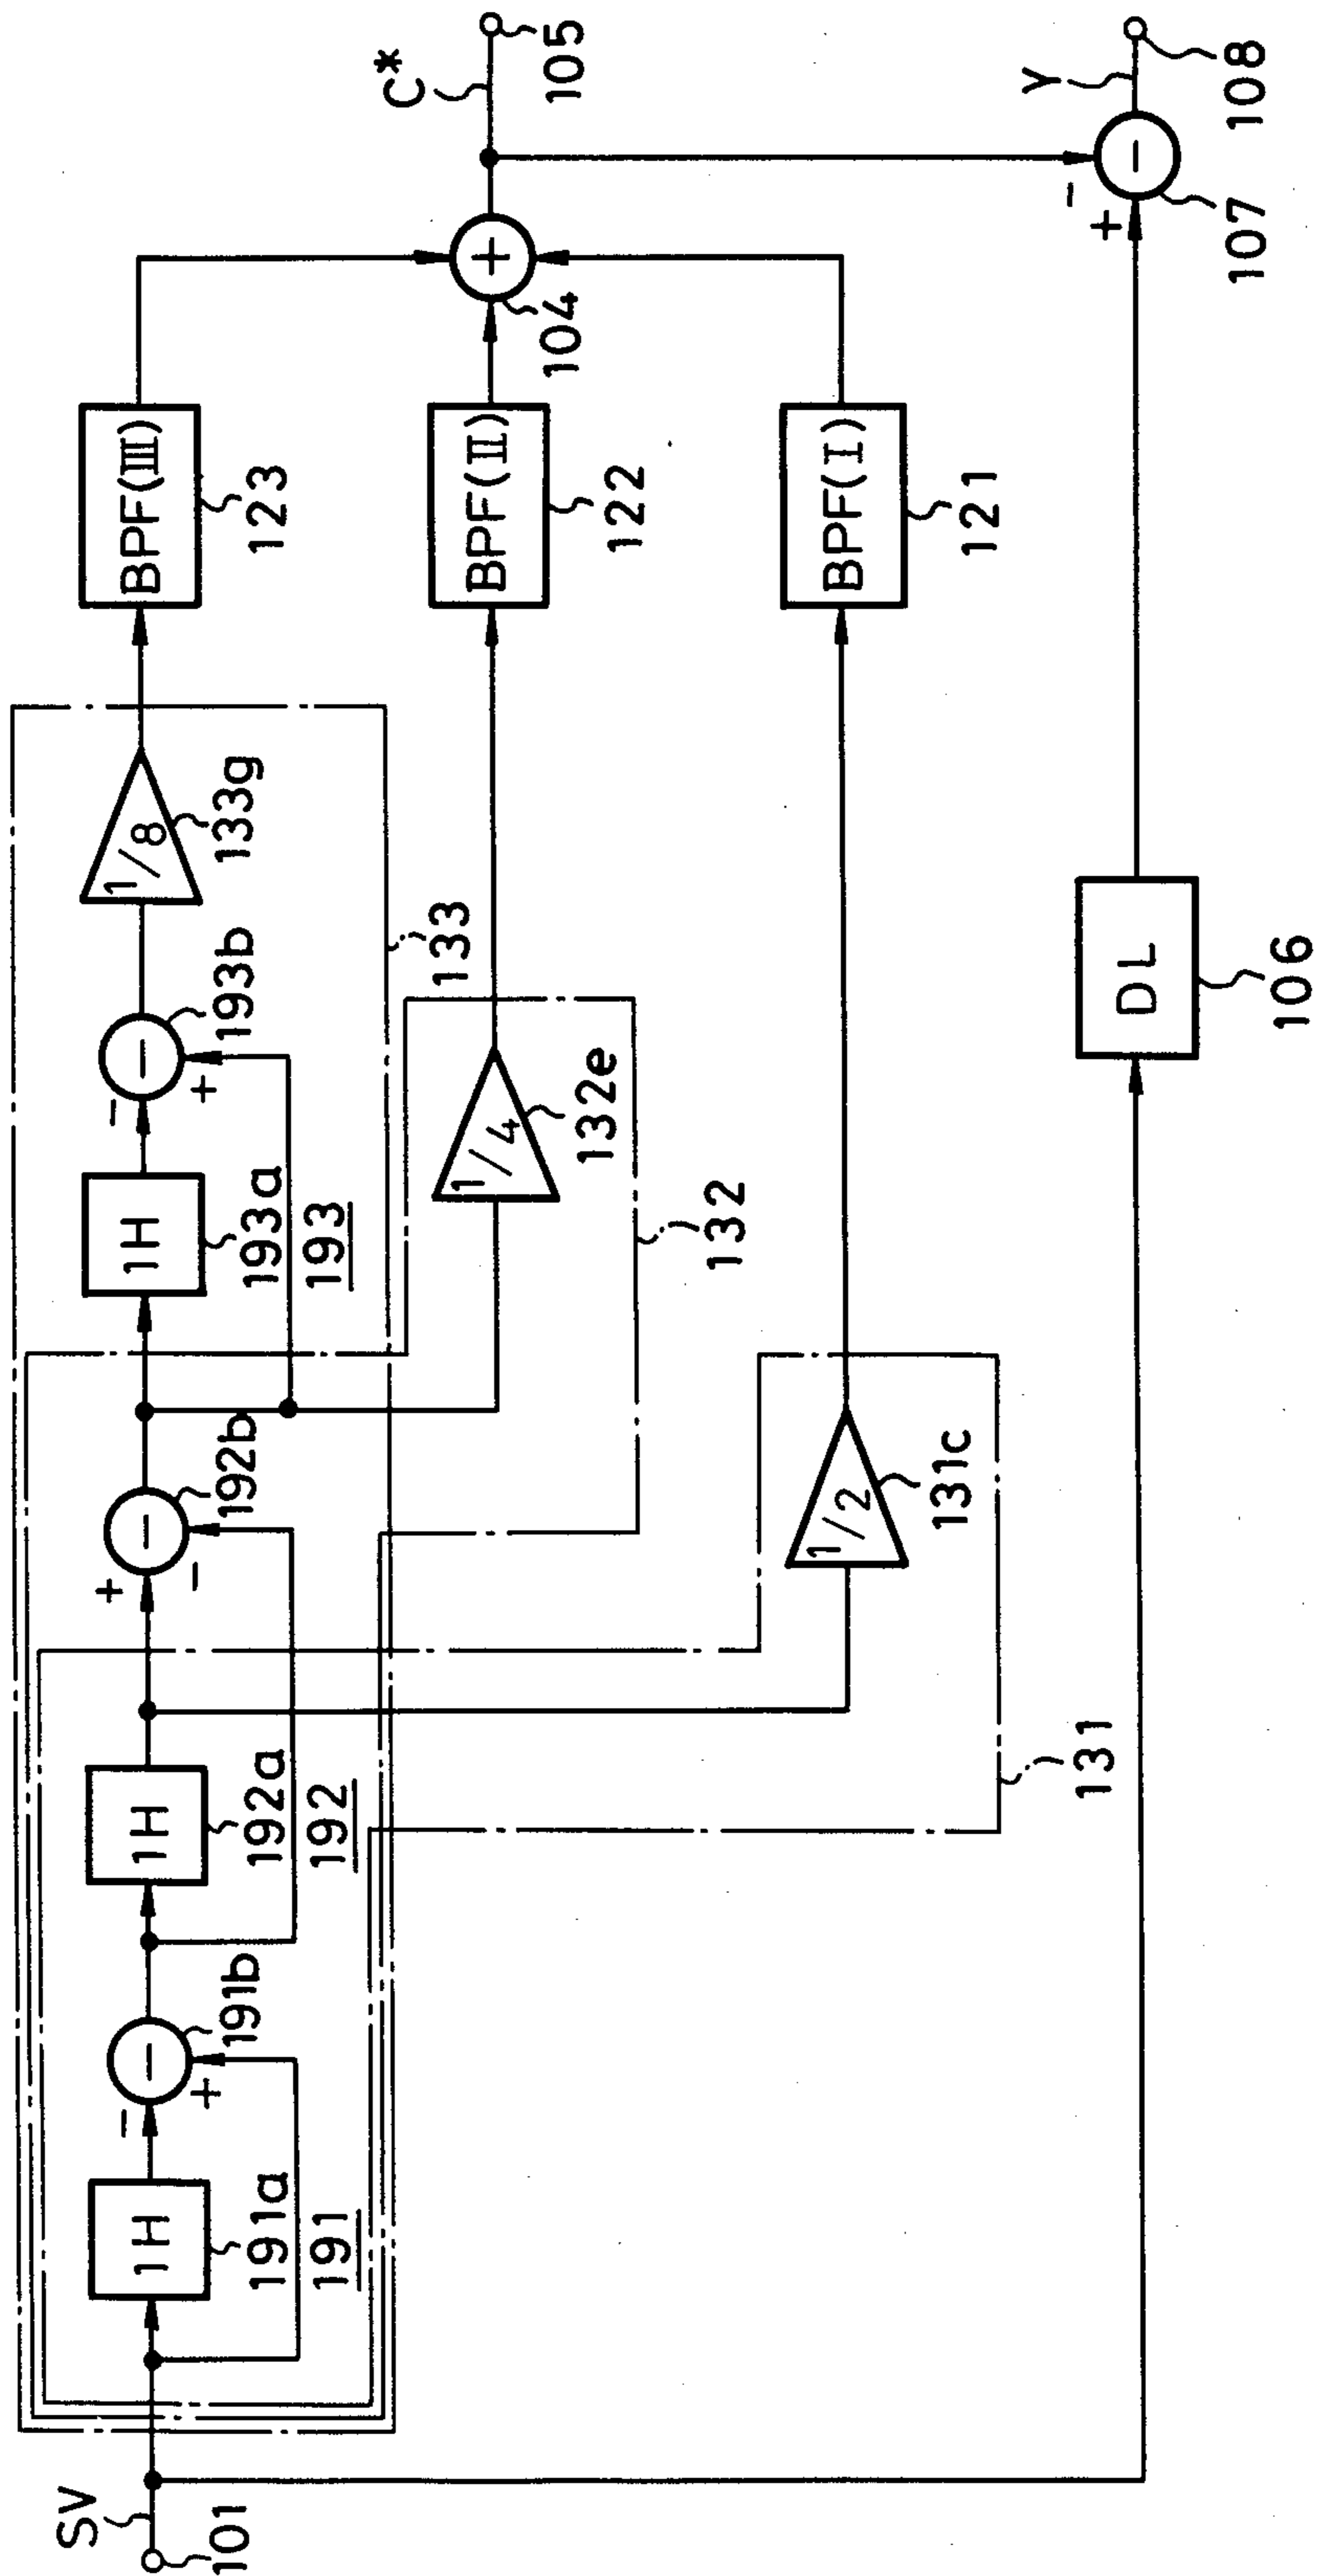 SV
101
1H
191a
191
−
+
−
191b
1H
192a
192
+
−
−
192b
1H
193a
193
−
+
−
193b
1/8
133g
133
BPF(III)
123
1/4
132e
132
BPF(II)
122
1/2
131c
131
BPF(I)
121
+
104
C*
105
DL
106
−
+
−
107
Y
108